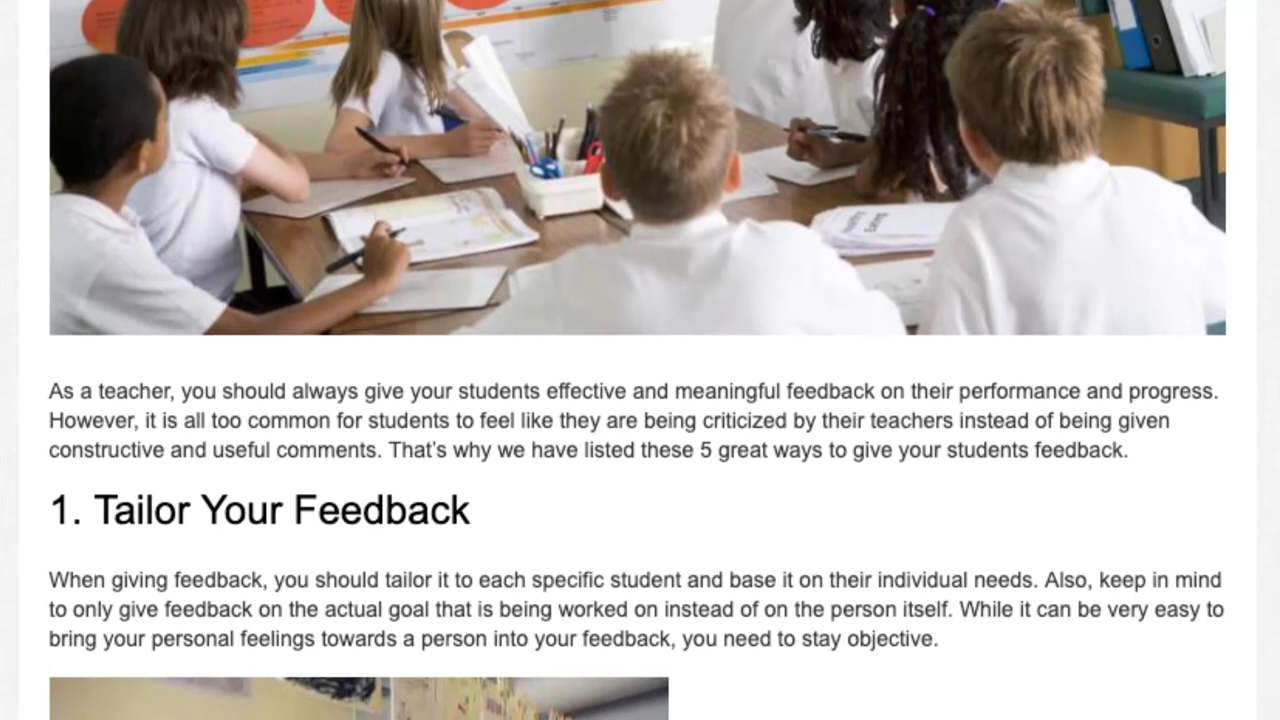 Healthy
Eating
As a teacher, you should always give your students effective and meaningful feedback on their performance and progress.
However, it is all too common for students to feel like they are being criticized by their teachers instead of being given
constructive and useful comments. That’s why we have listed these 5 great ways to give your students feedback.
1. Tailor Your Feedback
When giving feedback, you should tailor it to each specific student and base it on their individual needs. Also, keep in mind
to only give feedback on the actual goal that is being worked on instead of on the person itself. While it can be very easy to
bring your personal feelings towards a person into your feedback, you need to stay objective.